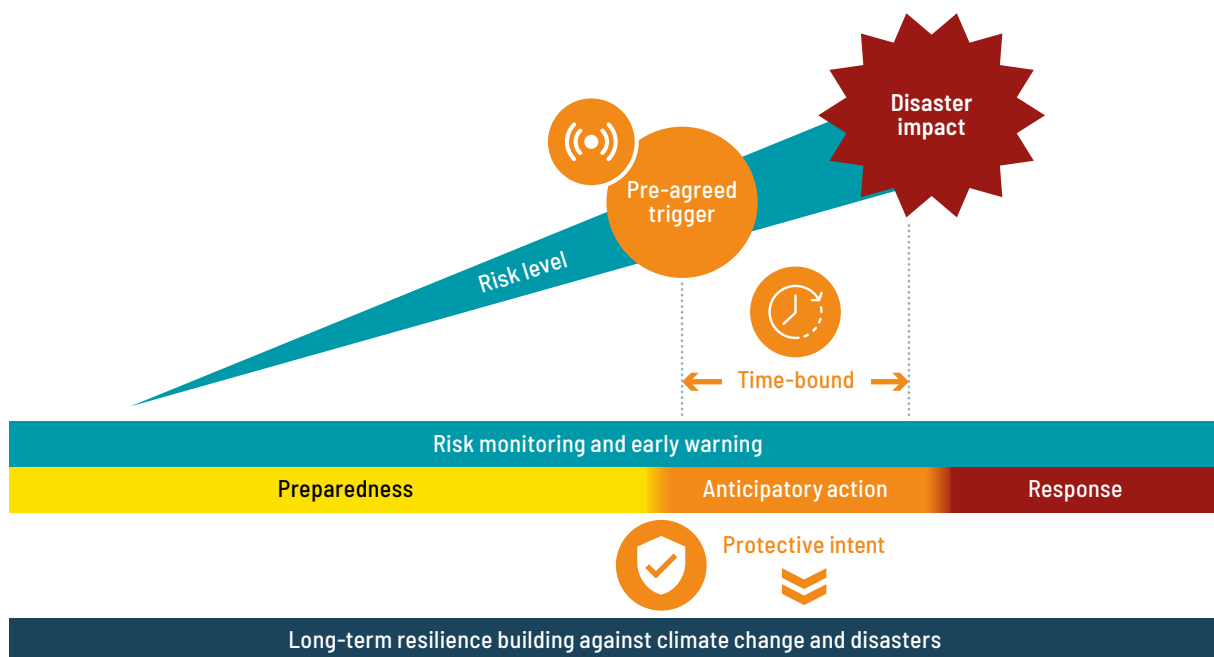 Disaster
impact
Pre-agreed
trigger
Risk level
Time-bound
Risk monitoring and early warning
Preparedness
Anticipatory action
Response
Protective intent
Long-term resilience building against climate change and disasters